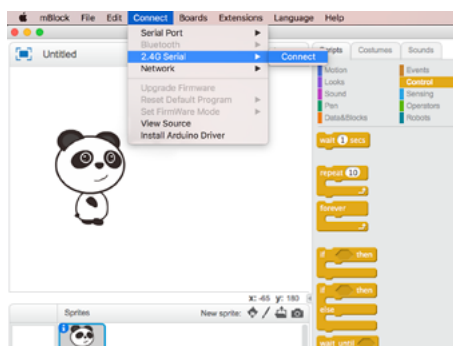 mBlock File Edit Connect Boards Extensions Language Help
Serial Port
Bluetooth
2.4G Serial
Connect
Network
Upgrade Firmware
Reset Default Program
Set FirmWare Mode
View Source
Install Arduino Driver
Untitled
Scripts Costumes Sounds
Motion Events
Looks Control
Sound Sensing
Pen Operators
Data&Blocks Robots
wait 1 secs
repeat 10
forever
if then
if then
else
wait until
X: -65 y: 180
Sprites New sprite: